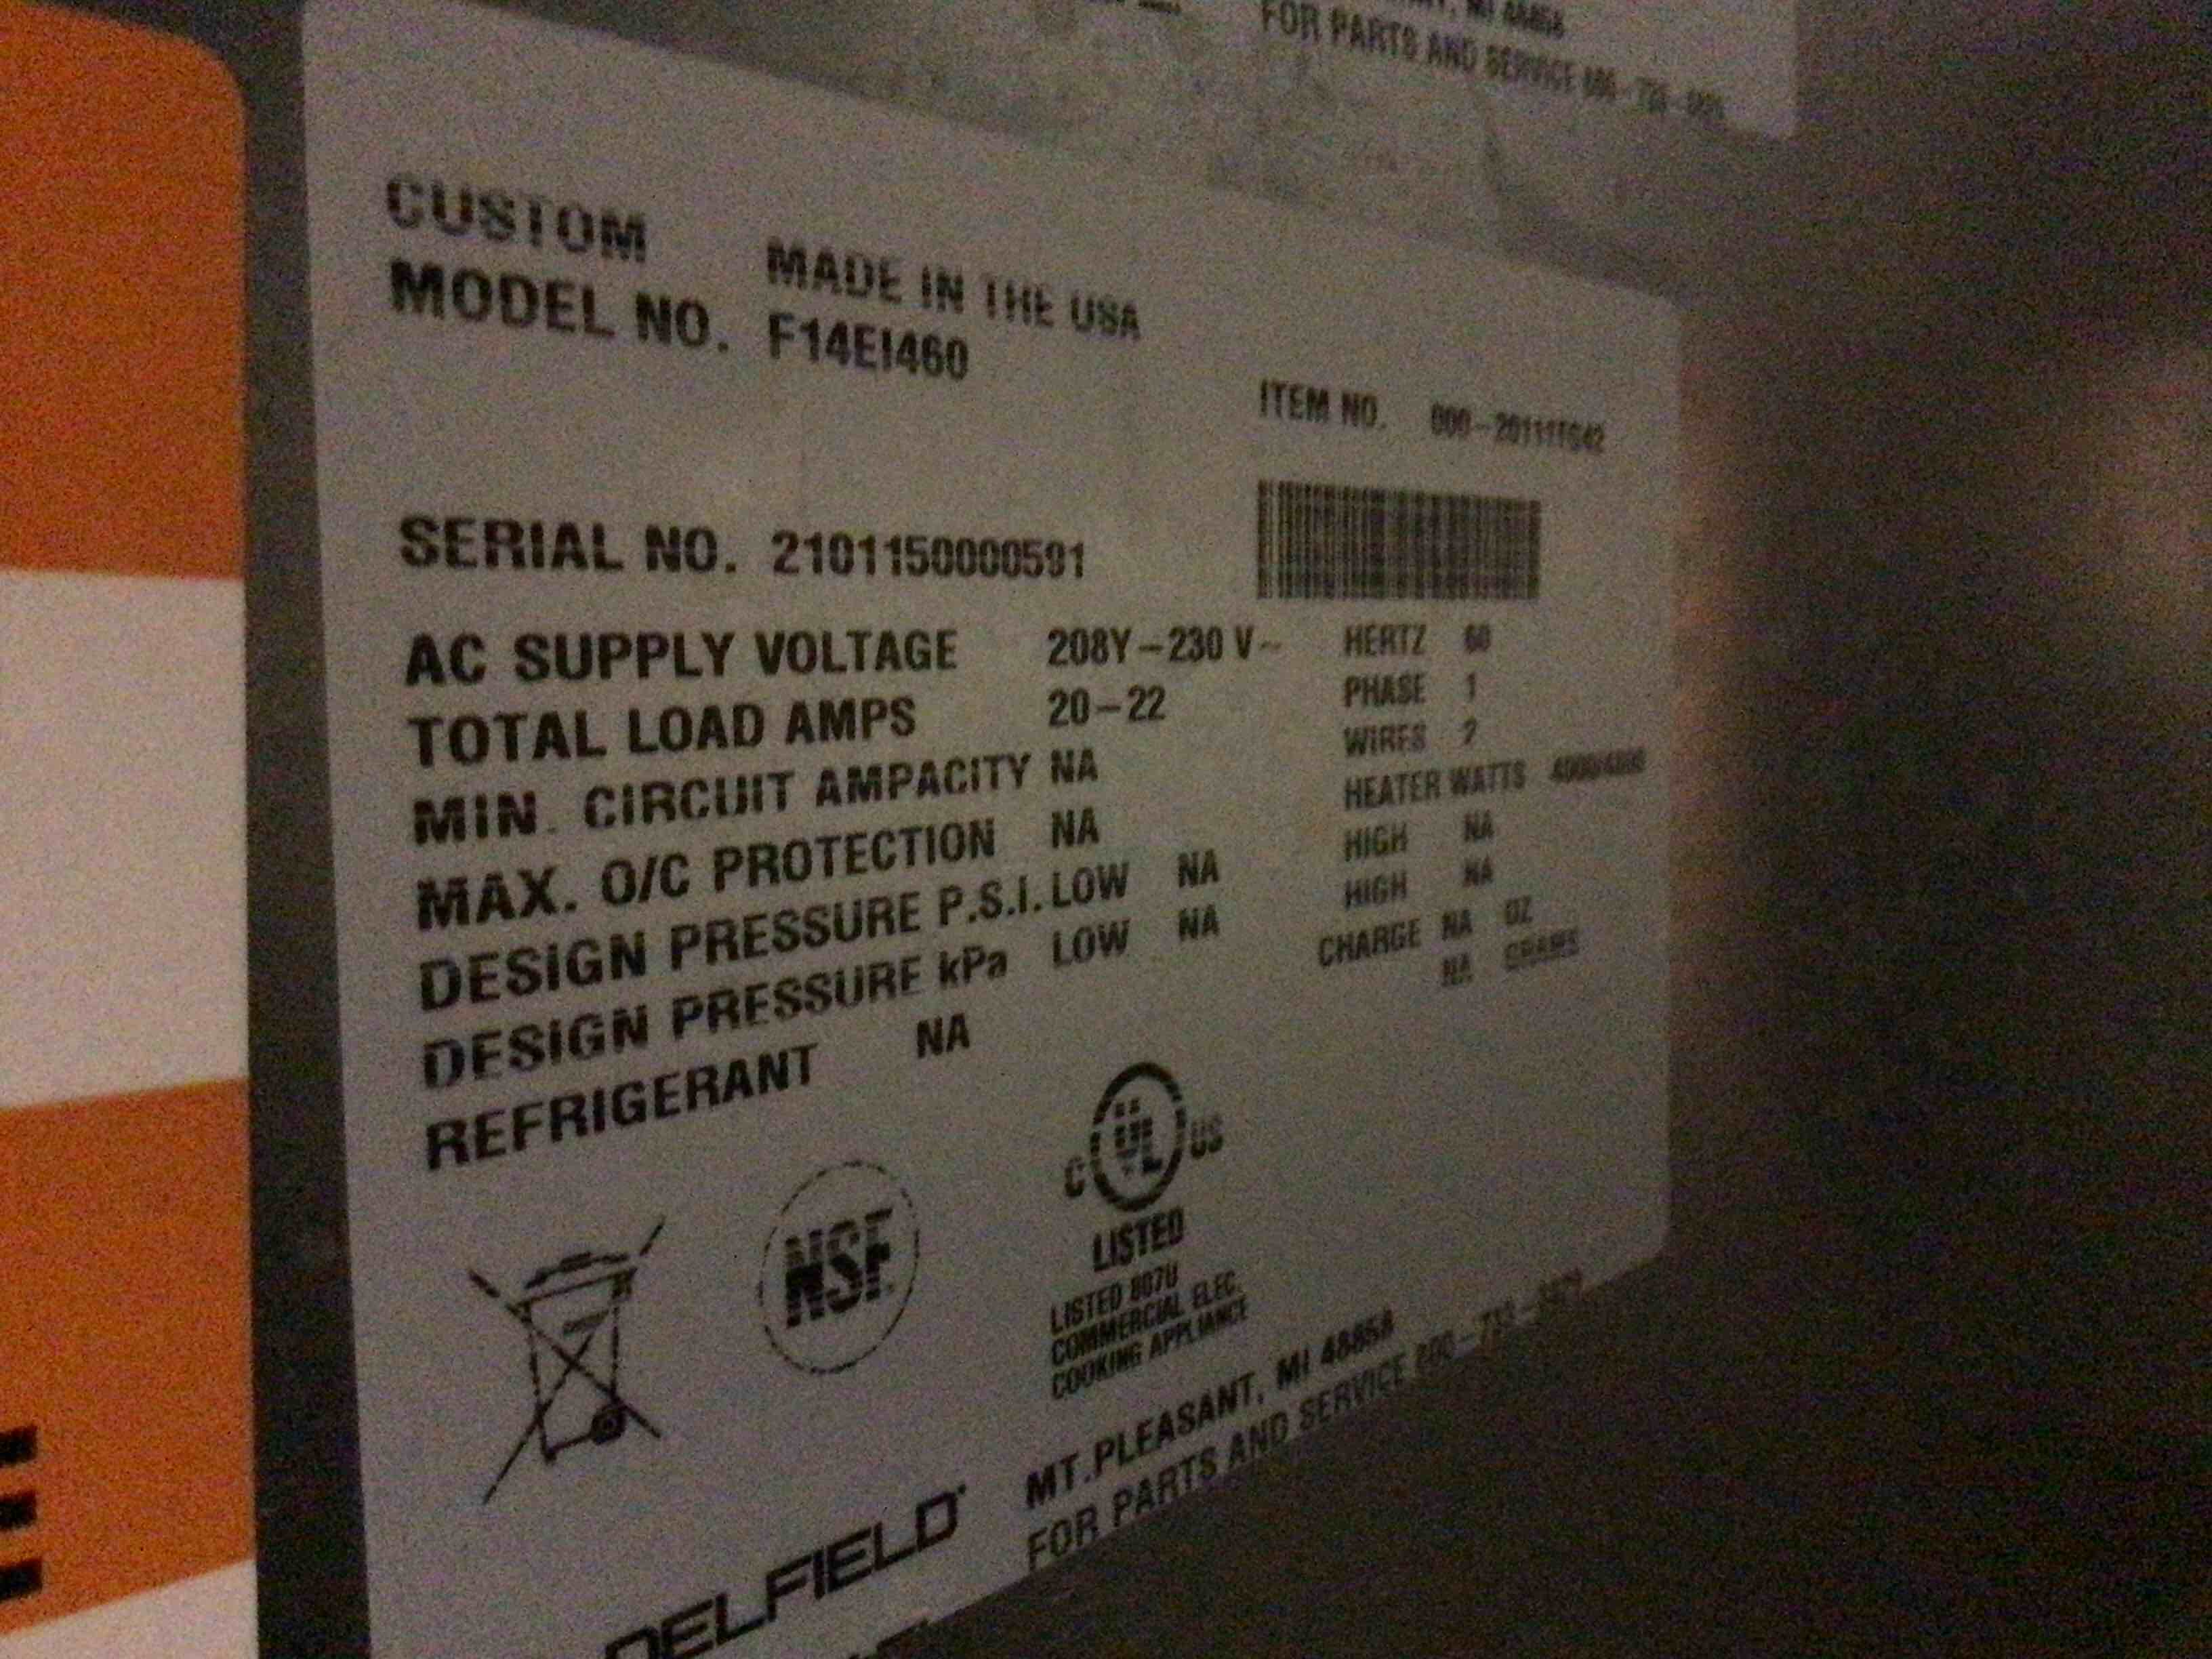 FOR PARTS AND SERVICE
CUSTOM MADE IN THE USA
MODEL NO. F14EI460
ITEM NO.
SERIAL NO. 2101150000591
AC SUPPLY VOLTAGE 208Y-230 V~ HERTZ 60
TOTAL LOAD AMPS 20-22 PHASE 1
MIN. CIRCUIT AMPACITY NA WIRES 2
MAX. O/C PROTECTION NA HEATER WATTS
DESIGN PRESSURE P.S.I. LOW NA HIGH NA
DESIGN PRESSURE kPa LOW NA HIGH NA
REFRIGERANT NA CHARGE NA OZ
NA GRAMS
C UL US
NSF
LISTED
LISTED 807U
COMMERCIAL ELEC.
COOKING APPLIANCE
DELFIELD
MT. PLEASANT, MI 48858
FOR PARTS AND SERVICE